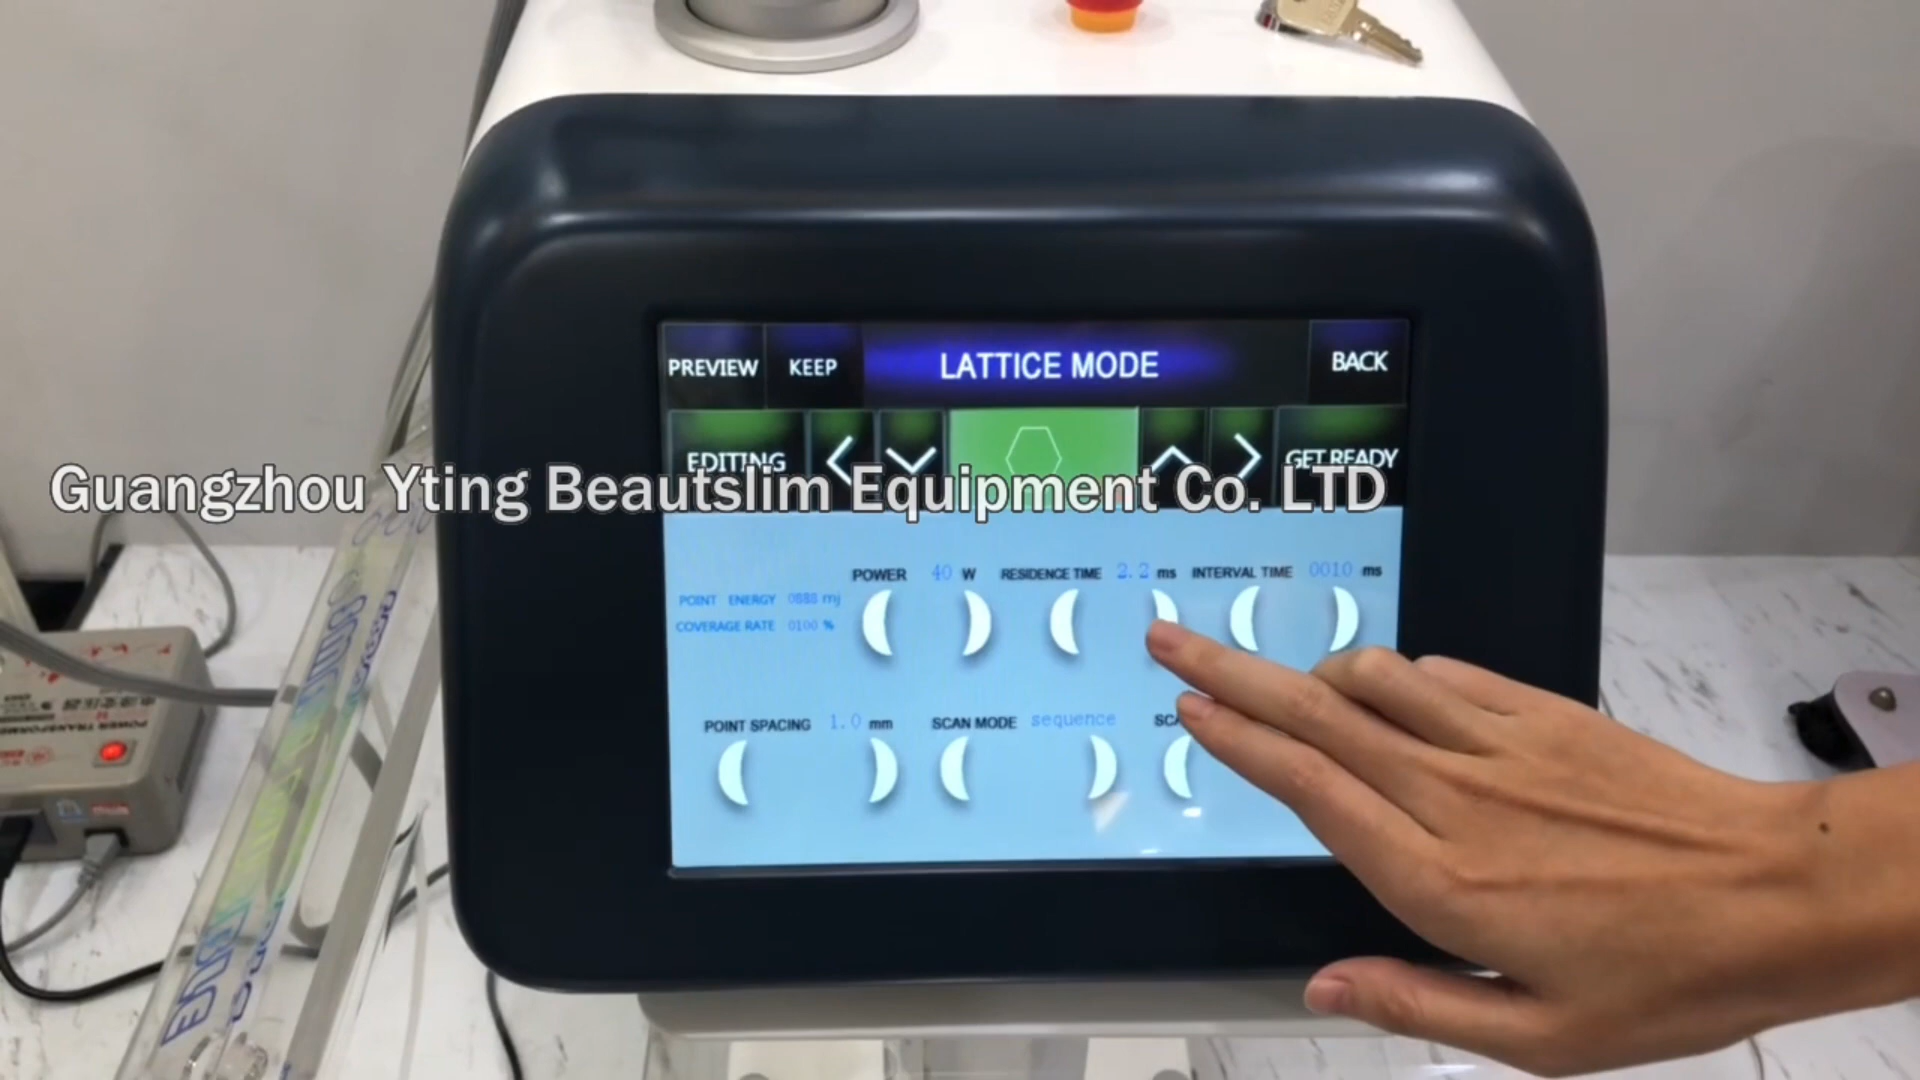 PREVIEW KEEP LATTICE MODE BACK
EDITING GET READY
Guangzhou Yting Beautslim Equipment Co. LTD
POWER 40 W RESIDENCE TIME 2.2 ms INTERVAL TIME 0010 ms
POINT ENERGY 0888 mj
COVERAGE RATE 0100 %
POINT SPACING 1.0 mm SCAN MODE sequence
POWER TRANSFORMER